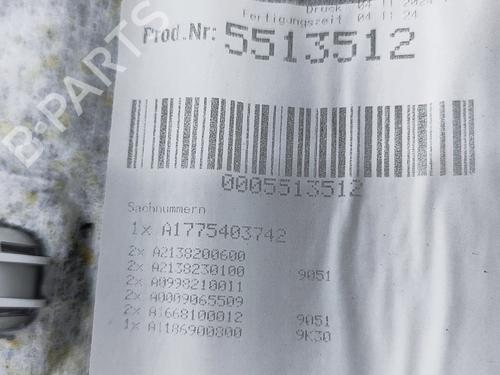 Druck 04 11 2024
Fertigungszeit 04 11 24
Prod.Nr: 5513512
0005513512
Sachnummern
1x A1775403742
2x A2138200600
2x A2138230100 9051
2x A0998210011
2x A0009065509
2x A1668100012 9051
1x A1186900800 9K30
B-PARTS